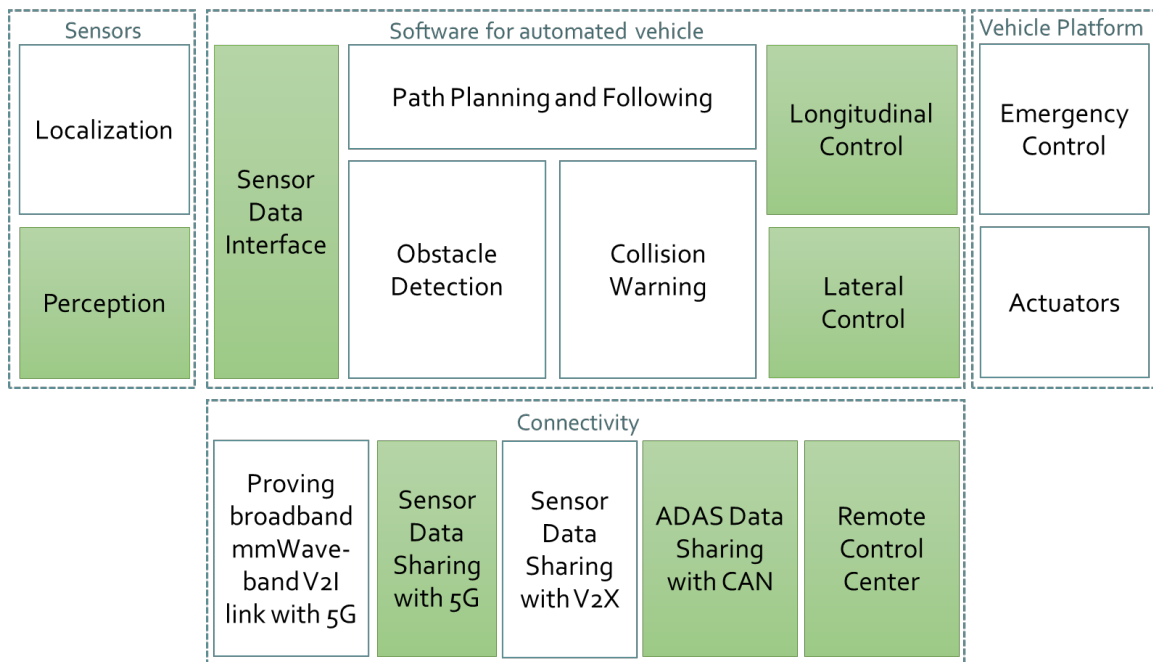 Sensors
Localization
Perception
Software for automated vehicle
Sensor
Data
Interface
Path Planning and Following
Obstacle
Detection
Collision
Warning
Longitudinal
Control
Lateral
Control
Vehicle Platform
Emergency
Control
Actuators
Connectivity
Proving
broadband
mmWave-
band V2I
link with 5G
Sensor
Data
Sharing
with 5G
Sensor
Data
Sharing
with V2X
ADAS Data
Sharing
with CAN
Remote
Control
Center